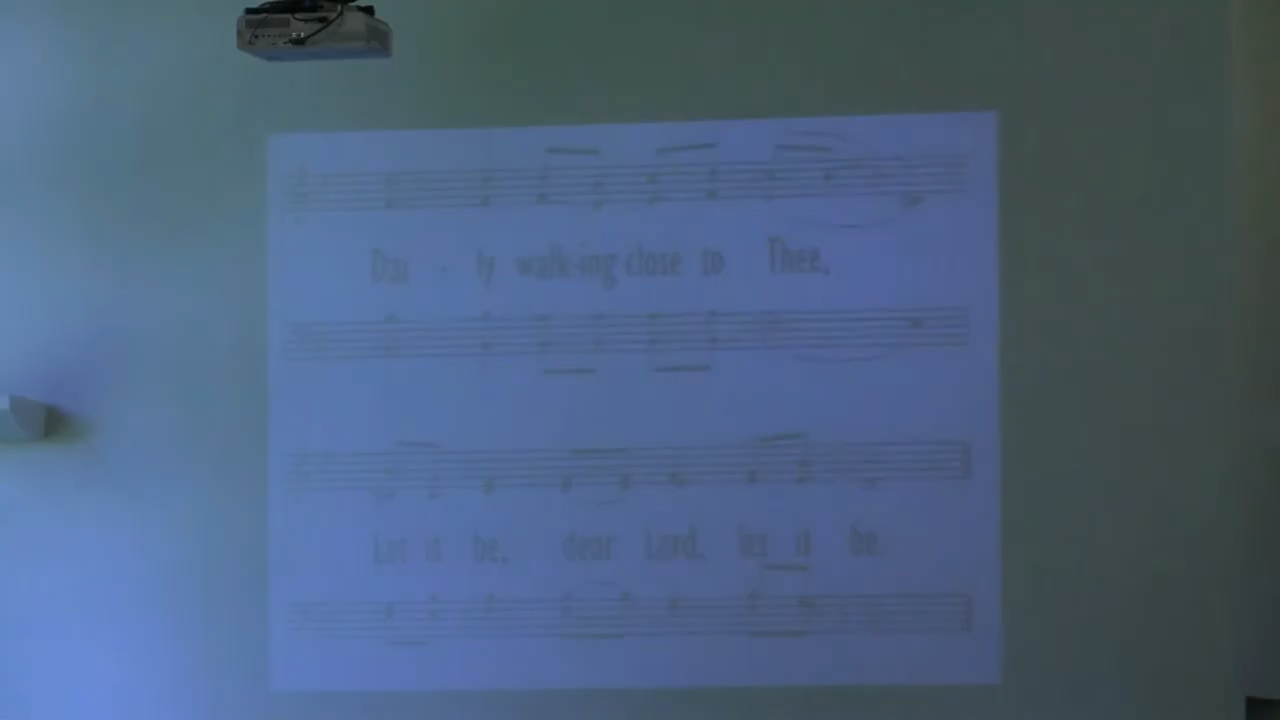 Dai - ly walk-ing close to Thee,
Let it be, dear Lord, let it be.